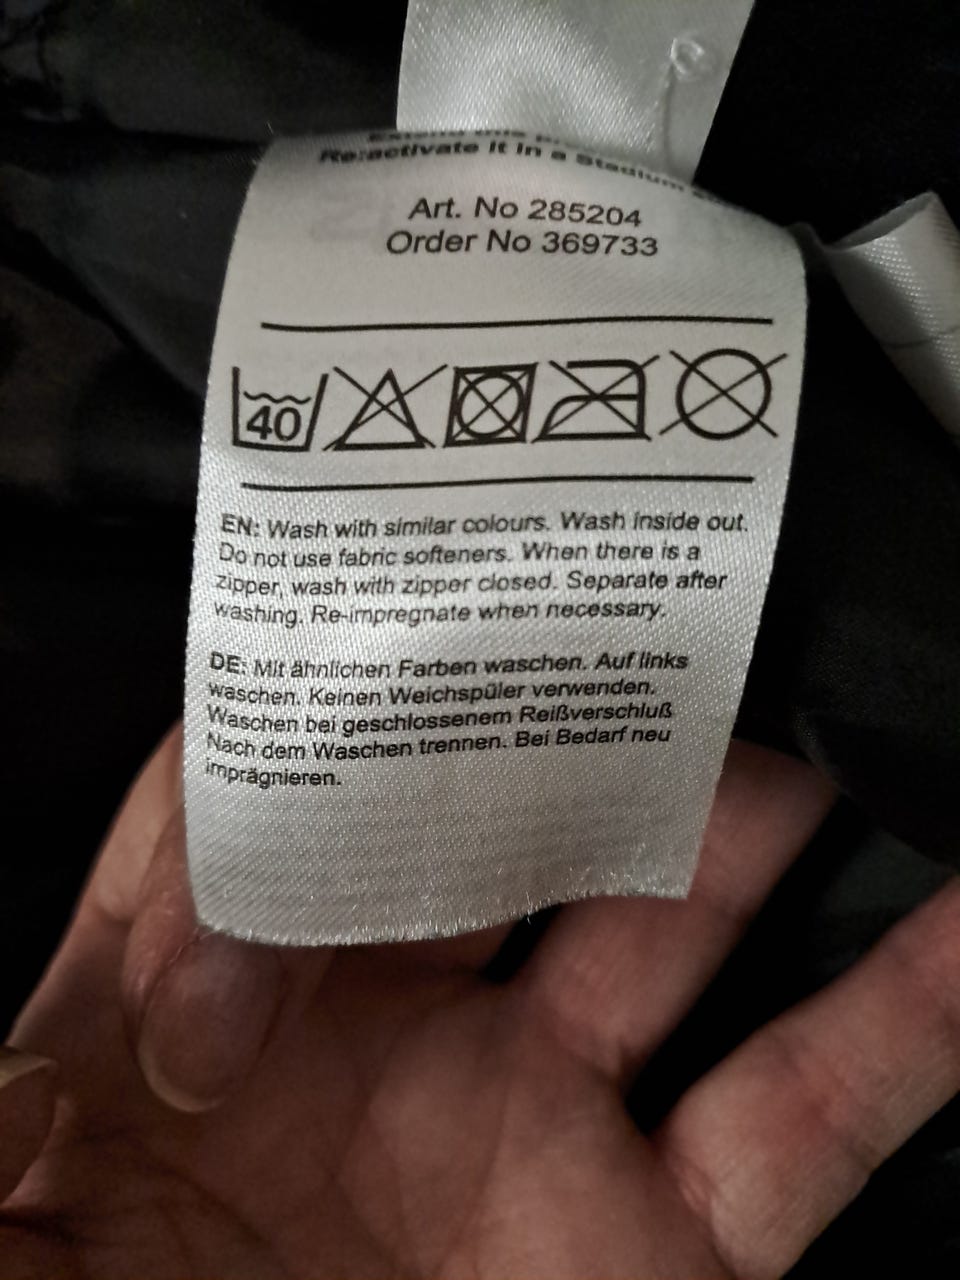 Re:activate it in a Stadium
Art. No 285204
Order No 369733
40
EN: Wash with similar colours. Wash inside out.
Do not use fabric softeners. When there is a
zipper, wash with zipper closed. Separate after
washing. Re-impregnate when necessary.
DE: Mit ähnlichen Farben waschen. Auf links
waschen. Keinen Weichspüler verwenden.
Waschen bei geschlossenem Reißverschluß
Nach dem Waschen trennen. Bei Bedarf neu
imprägnieren.